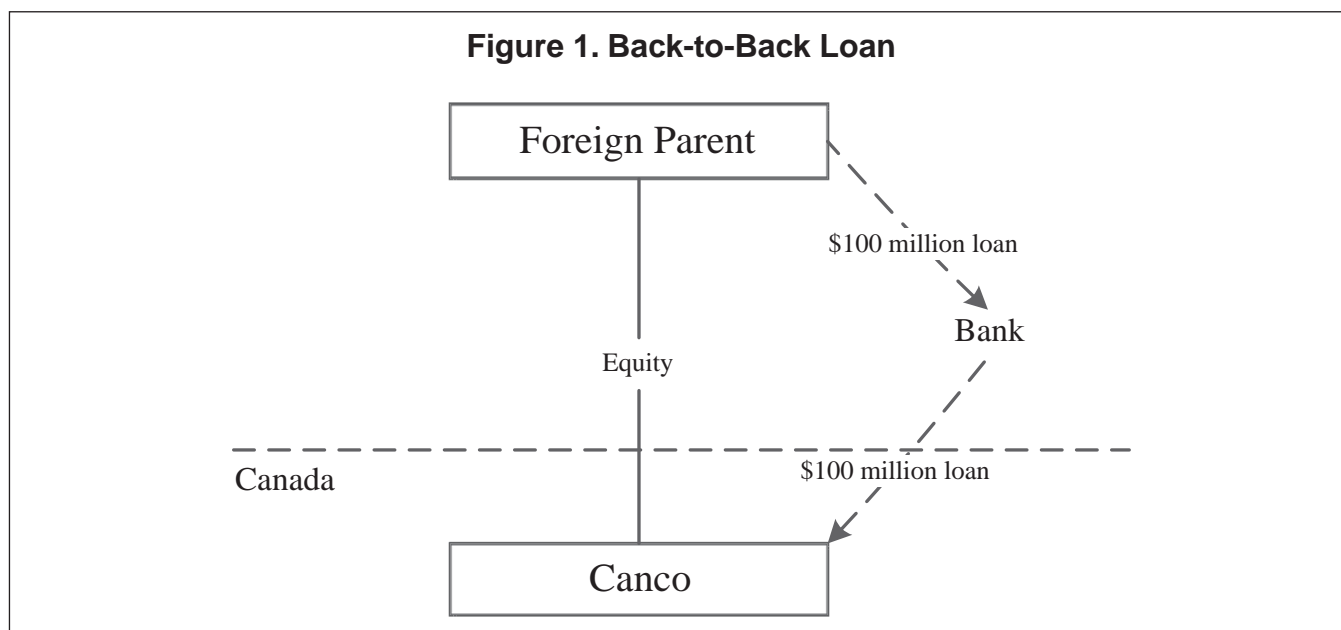 Figure 1. Back-to-Back Loan
Foreign Parent
$100 million loan
Bank
Equity
Canada
$100 million loan
Canco